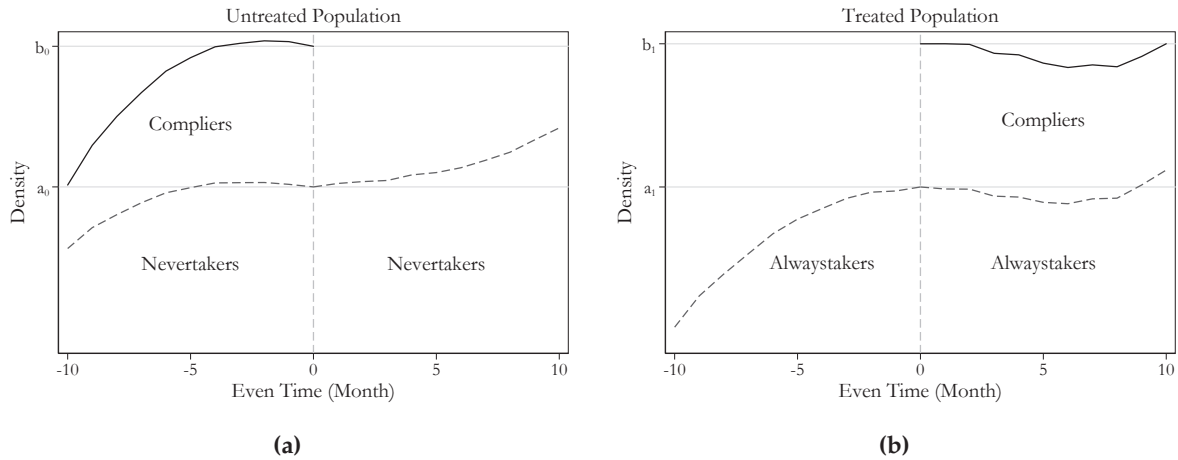 Untreated Population
b0
Compliers
a0
Density
Nevertakers
Nevertakers
-10
-5
0
5
10
Even Time (Month)
(a)
Treated Population
b1
Compliers
a1
Density
Alwaystakers
Alwaystakers
-10
-5
0
5
10
Even Time (Month)
(b)